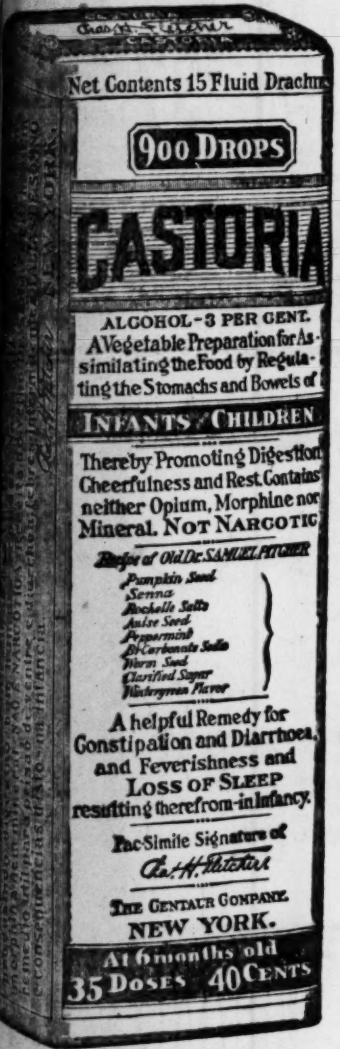 Chas. H. Fletcher
Net Contents 15 Fluid Drachms
900 DROPS
CASTORIA
ALCOHOL-3 PER CENT.
A Vegetable Preparation for As-
similating the Food by Regula-
ting the Stomachs and Bowels of
INFANTS CHILDREN
Thereby Promoting Digestion
Cheerfulness and Rest. Contains
neither Opium, Morphine nor
Mineral. NOT NARCOTIC
Recipe of Old Dr. SAMUEL PITCHER
Pumpkin Seed
Senna
Rochelle Salts
Anise Seed
Peppermint
Bi-Carbonate Soda
Worm Seed
Clarified Sugar
Wintergreen Flavor
A helpful Remedy for
Constipation and Diarrhoea,
and Feverishness and
LOSS OF SLEEP
resulting therefrom-in Infancy.
Fac-Simile Signature of
Chas. H. Fletcher
THE CENTAUR COMPANY.
NEW YORK.
At 6 months old
35 DOSES 40 CENTS
NEW YORK.